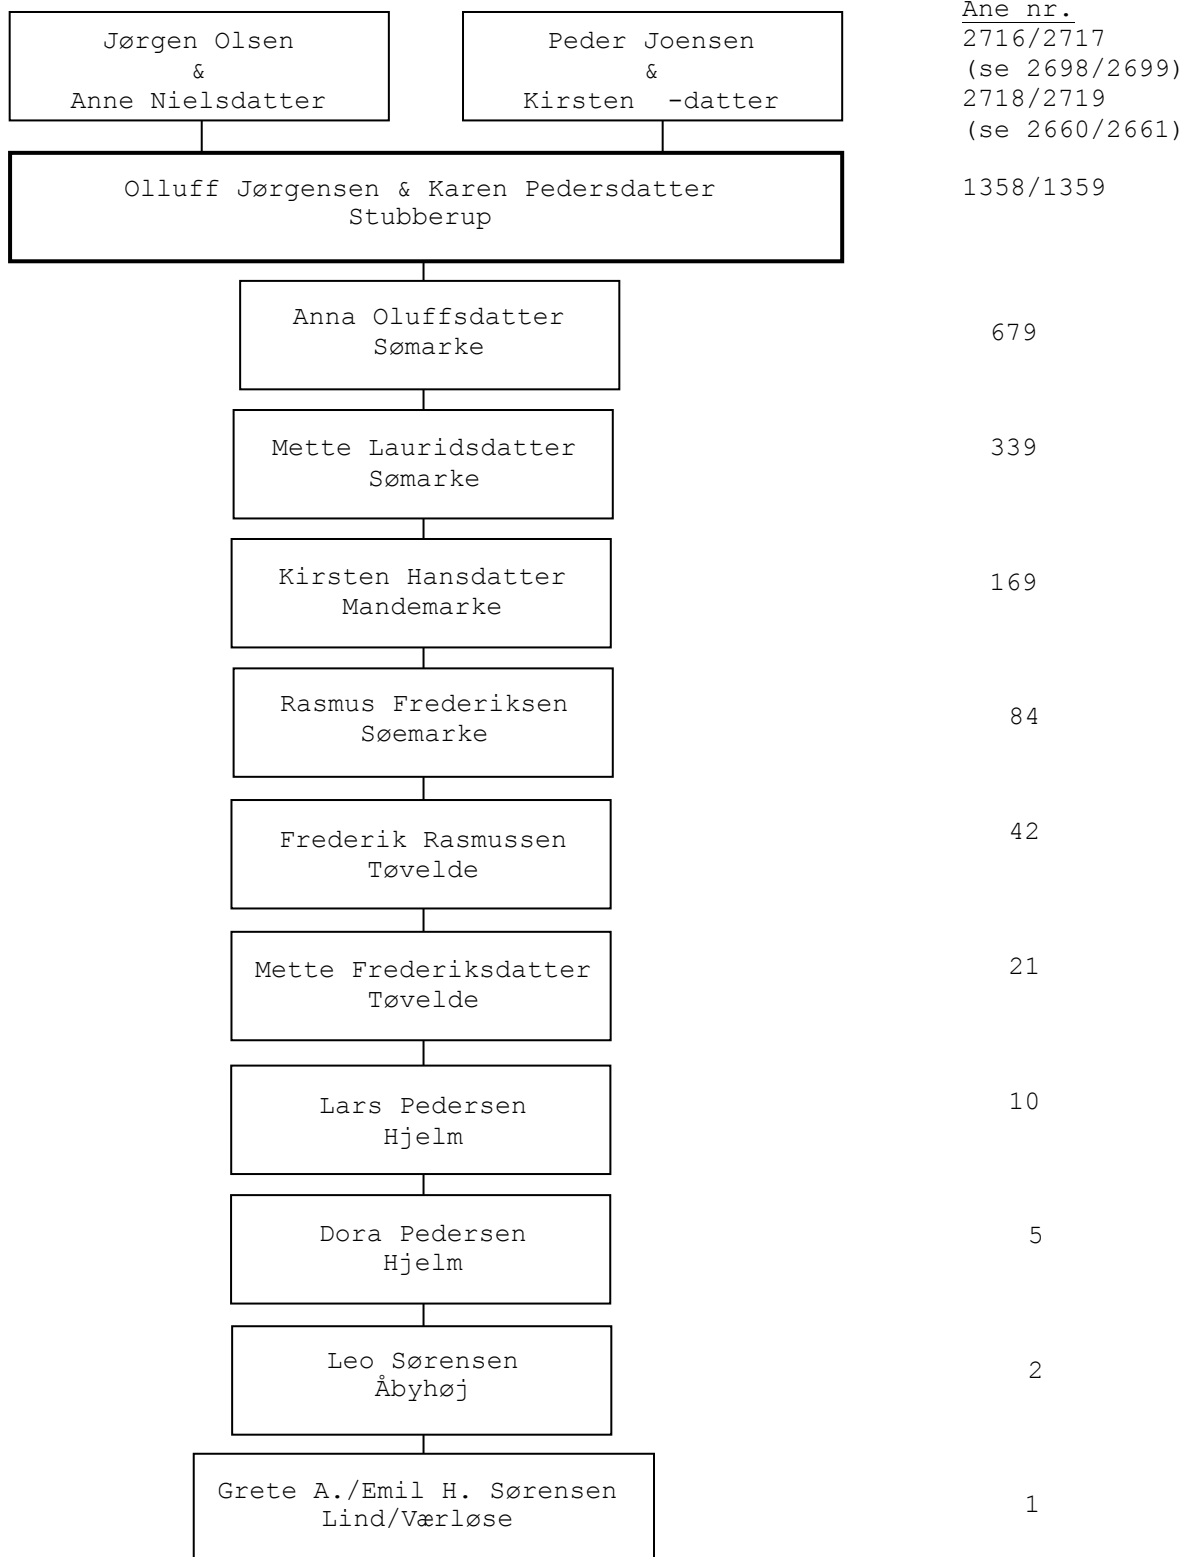 Ane nr.
Jørgen Olsen
&
Anne Nielsdatter
Peder Joensen
&
Kirsten -datter
2716/2717
(se 2698/2699)
2718/2719
(se 2660/2661)
Olluff Jørgensen & Karen Pedersdatter
Stubberup
1358/1359
Anna Oluffsdatter
Sømarke
679
Mette Lauridsdatter
Sømarke
339
Kirsten Hansdatter
Mandemarke
169
Rasmus Frederiksen
Søemarke
84
Frederik Rasmussen
Tøvelde
42
Mette Frederiksdatter
Tøvelde
21
Lars Pedersen
Hjelm
10
Dora Pedersen
Hjelm
5
Leo Sørensen
Åbyhøj
2
Grete A./Emil H. Sørensen
Lind/Værløse
1